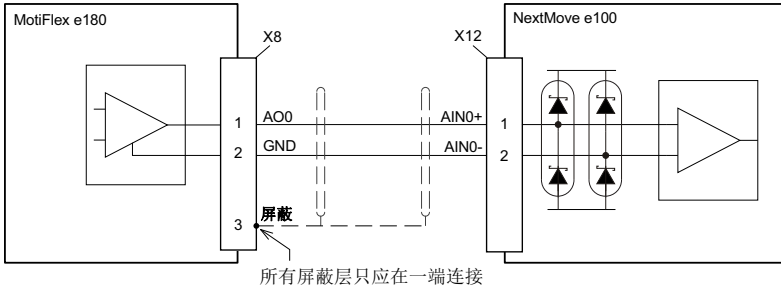 MotiFlex e180
NextMove e100
X8
X12
1 AO0 AIN0+ 1
2 GND AIN0- 2
3 屏蔽
所有屏蔽层只应在一端连接